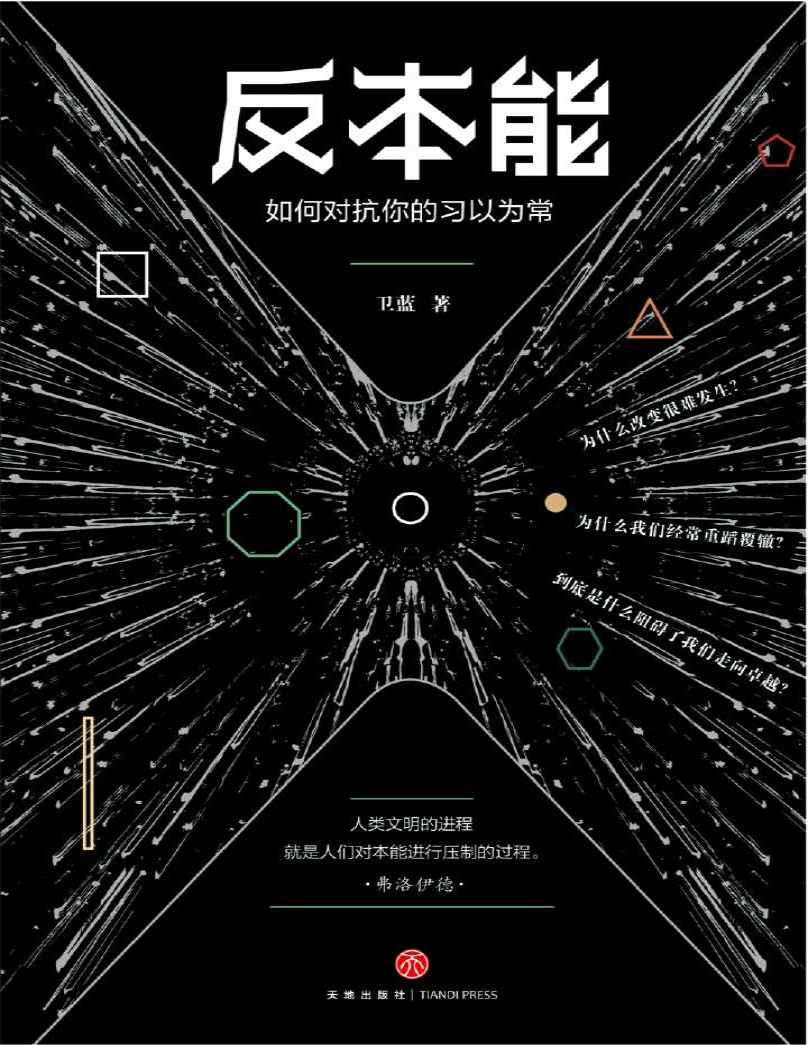 反本能
如何对抗你的习以为常
卫蓝 著
为什么改变很难发生？
为什么我们经常重蹈覆辙？
到底是什么阻碍了我们走向卓越？
人类文明的进程
就是人们对本能进行压制的过程。
·弗洛伊德·
天地出版社 | TIANDI PRESS